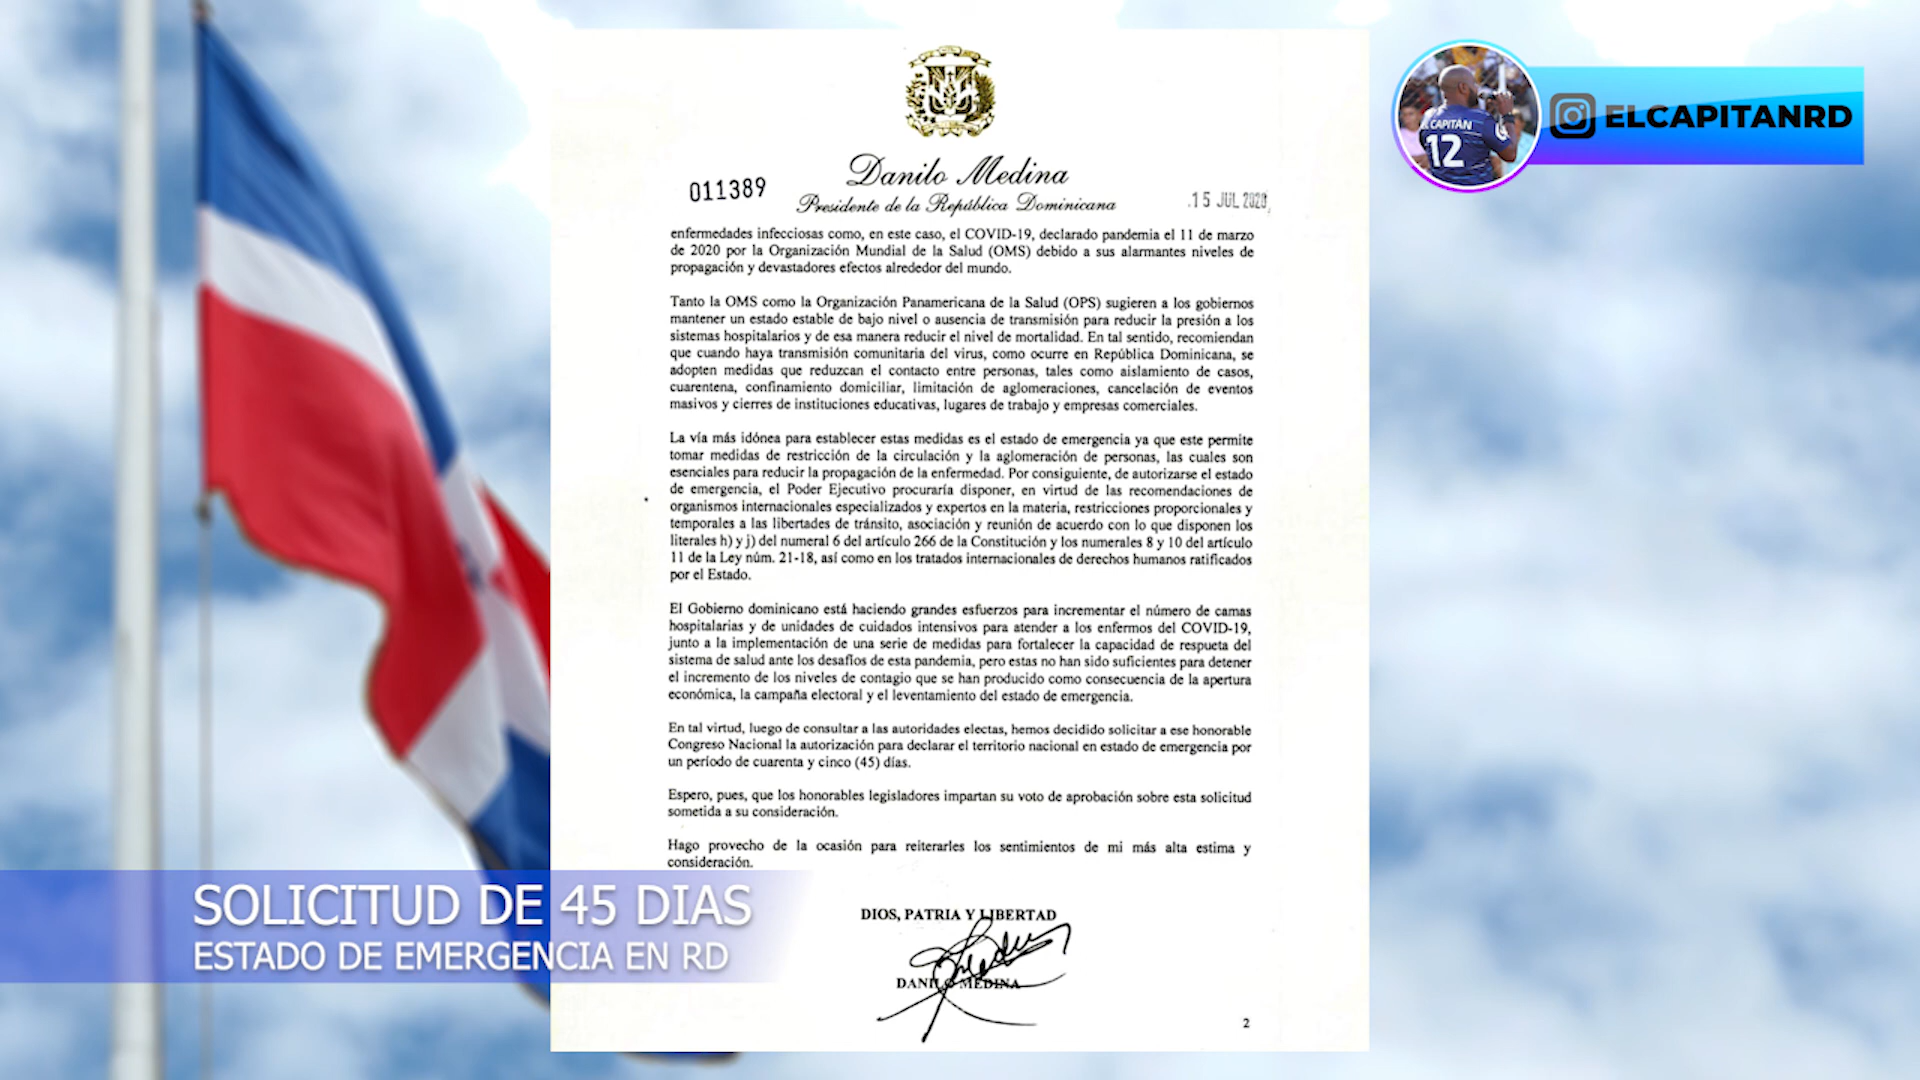 Danilo Medina
011389
Presidente de la República Dominicana
15 JUL 2020
enfermedades infecciosas como, en este caso, el COVID-19, declarado pandemia el 11 de marzo
de 2020 por la Organización Mundial de la Salud (OMS) debido a sus alarmantes niveles de
propagación y devastadores efectos alrededor del mundo.
Tanto la OMS como la Organización Panamericana de la Salud (OPS) sugieren a los gobiernos
mantener un estado estable de bajo nivel o ausencia de transmisión para reducir la presión a los
sistemas hospitalarios y de esa manera reducir el nivel de mortalidad. En tal sentido, recomiendan
que cuando haya transmisión comunitaria del virus, como ocurre en República Dominicana, se
adopten medidas que reduzcan el contacto entre personas, tales como aislamiento de casos,
cuarentena, confinamiento domiciliar, limitación de aglomeraciones, cancelación de eventos
masivos y cierres de instituciones educativas, lugares de trabajo y empresas comerciales.
La vía más idónea para establecer estas medidas es el estado de emergencia ya que este permite
tomar medidas de restricción de la circulación y la aglomeración de personas, las cuales son
esenciales para reducir la propagación de la enfermedad. Por consiguiente, de autorizarse el estado
de emergencia, el Poder Ejecutivo procuraría disponer, en virtud de las recomendaciones de
organismos internacionales especializados y expertos en la materia, restricciones proporcionales y
temporales a las libertades de tránsito, asociación y reunión de acuerdo con lo que disponen los
literales h) y j) del numeral 6 del artículo 266 de la Constitución y los numerales 8 y 10 del artículo
11 de la Ley núm. 21-18, así como en los tratados internacionales de derechos humanos ratificados
por el Estado.
El Gobierno dominicano está haciendo grandes esfuerzos para incrementar el número de camas
hospitalarias y de unidades de cuidados intensivos para atender a los enfermos del COVID-19,
junto a la implementación de una serie de medidas para fortalecer la capacidad de respuesta del
sistema de salud ante los desafíos de esta pandemia, pero estas no han sido suficientes para detener
el incremento de los niveles de contagio que se han producido como consecuencia de la apertura
económica, la campaña electoral y el leventamiento del estado de emergencia.
En tal virtud, luego de consultar a las autoridades electas, hemos decidido solicitar a ese honorable
Congreso Nacional la autorización para declarar el territorio nacional en estado de emergencia por
un período de cuarenta y cinco (45) días.
Espero, pues, que los honorables legisladores impartan su voto de aprobación sobre esta solicitud
sometida a su consideración.
Hago provecho de la ocasión para reiterarles los sentimientos de mi más alta estima y
consideración.
DIOS, PATRIA Y LIBERTAD
DANILO MEDINA
2
SOLICITUD DE 45 DIAS
ESTADO DE EMERGENCIA EN RD
ELCAPITANRD
EL CAPITÁN
12